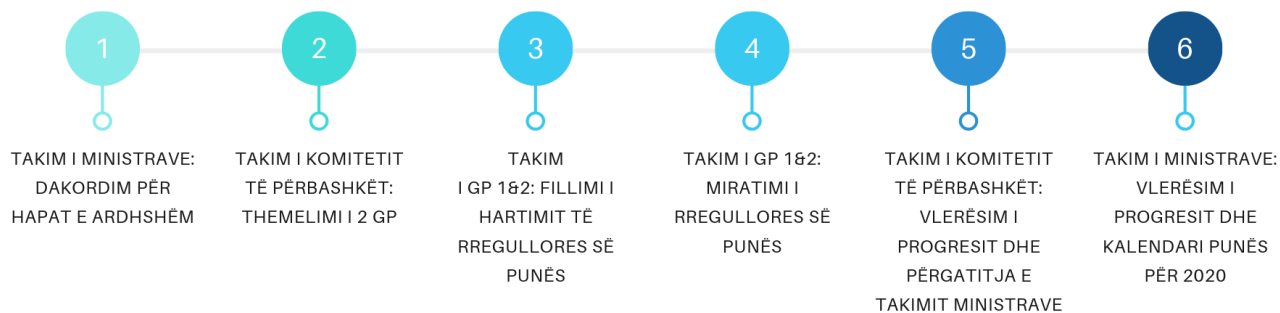 1
TAKIM I MINISTRAVE:
DAKORDIM PËR
HAPAT E ARDHSHËM
2
TAKIM I KOMITETIT
TË PËRBASHKËT:
THEMELIMI I 2 GP
3
TAKIM
I GP 1&2: FILLIMI I
HARTIMIT TË
RREGULLORES SË
PUNËS
4
TAKIM I GP 1&2:
MIRATIMI I
RREGULLORES SË
PUNËS
5
TAKIM I KOMITETIT
TË PËRBASHKËT:
VLERËSIM I
PROGRESIT DHE
PËRGATITJA E
TAKIMIT MINISTRAVE
6
TAKIM I MINISTRAVE:
VLERËSIM I
PROGRESIT DHE
KALENDARI PUNËS
PËR 2020